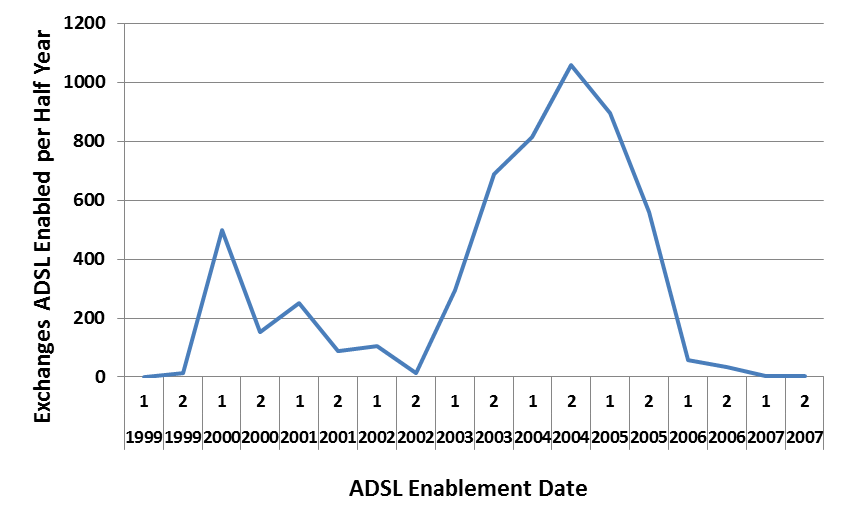 Exchanges ADSL Enabled per Half Year
1200
1000
800
600
400
200
0
1 2 1 2 1 2 1 2 1 2 1 2 1 2 1 2 1 2
1999 1999 2000 2000 2001 2001 2002 2002 2003 2003 2004 2004 2005 2005 2006 2006 2007 2007
ADSL Enablement Date